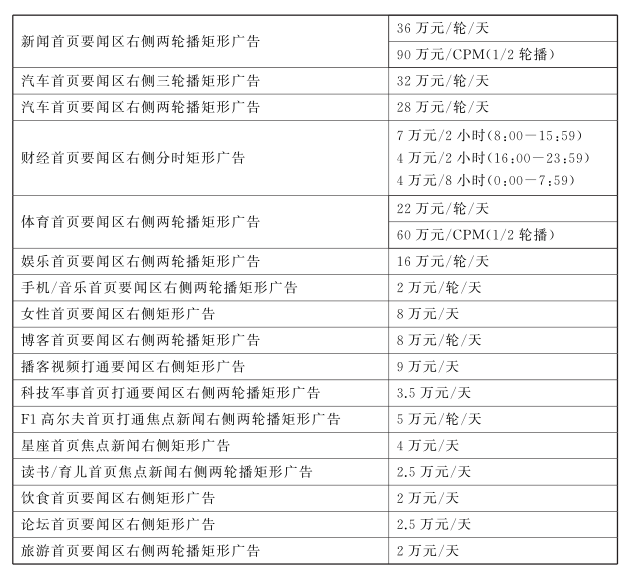 新闻首页要闻区右侧两轮播矩形广告
36 万元/轮/天
90 万元/CPM(1/2 轮播)
汽车首页要闻区右侧三轮播矩形广告
32 万元/轮/天
汽车首页要闻区右侧两轮播矩形广告
28 万元/轮/天
财经首页要闻区右侧分时矩形广告
7 万元/2 小时(8:00-15:59)
4 万元/2 小时(16:00-23:59)
4 万元/8 小时(0:00-7:59)
体育首页要闻区右侧两轮播矩形广告
22 万元/轮/天
60 万元/CPM(1/2 轮播)
娱乐首页要闻区右侧两轮播矩形广告
16 万元/轮/天
手机/音乐首页要闻区右侧两轮播矩形广告
2 万元/轮/天
女性首页要闻区右侧矩形广告
8 万元/天
博客首页要闻区右侧两轮播矩形广告
8 万元/轮/天
播客视频打通要闻区右侧矩形广告
9 万元/天
科技军事首页打通要闻区右侧两轮播矩形广告
3.5 万元/天
F1 高尔夫首页打通焦点新闻右侧两轮播矩形广告
5 万元/轮/天
星座首页焦点新闻右侧矩形广告
4 万元/天
读书/育儿首页焦点新闻右侧两轮播矩形广告
2.5 万元/天
饮食首页要闻区右侧矩形广告
2 万元/天
论坛首页要闻区右侧矩形广告
2.5 万元/天
旅游首页要闻区右侧两轮播矩形广告
2 万元/天